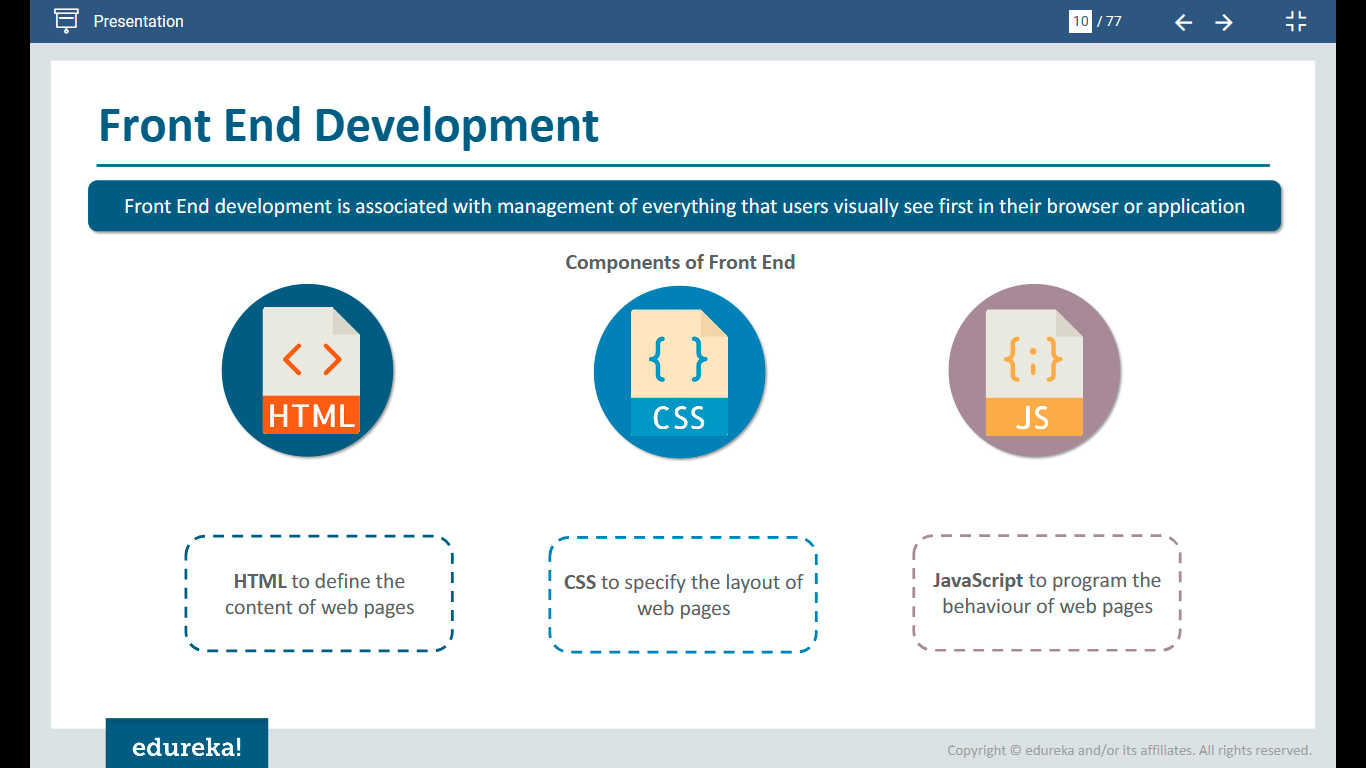 Presentation
10 / 77
Front End Development
Front End development is associated with management of everything that users visually see first in their browser or application
Components of Front End
< >
HTML
{ }
CSS
{:}
JS
HTML to define the
content of web pages
CSS to specify the layout of
web pages
JavaScript to program the
behaviour of web pages
edureka!
Copyright © edureka and/or its affiliates. All rights reserved.